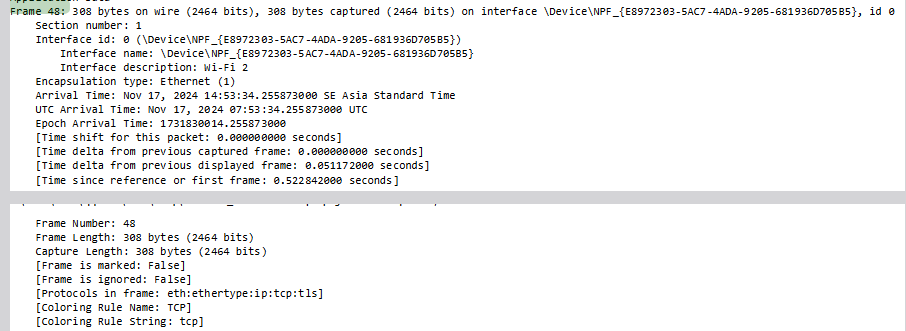 Frame 48: 308 bytes on wire (2464 bits), 308 bytes captured (2464 bits) on interface \Device\NPF_{E8972303-5AC7-4ADA-9205-681936D705B5}, id 0
Section number: 1
Interface id: 0 (\Device\NPF_{E8972303-5AC7-4ADA-9205-681936D705B5})
Interface name: \Device\NPF_{E8972303-5AC7-4ADA-9205-681936D705B5}
Interface description: Wi-Fi 2
Encapsulation type: Ethernet (1)
Arrival Time: Nov 17, 2024 14:53:34.255873000 SE Asia Standard Time
UTC Arrival Time: Nov 17, 2024 07:53:34.255873000 UTC
Epoch Arrival Time: 1731830014.255873000
[Time shift for this packet: 0.000000000 seconds]
[Time delta from previous captured frame: 0.000000000 seconds]
[Time delta from previous displayed frame: 0.051172000 seconds]
[Time since reference or first frame: 0.522842000 seconds]
Frame Number: 48
Frame Length: 308 bytes (2464 bits)
Capture Length: 308 bytes (2464 bits)
[Frame is marked: False]
[Frame is ignored: False]
[Protocols in frame: eth:ethertype:ip:tcp:tls]
[Coloring Rule Name: TCP]
[Coloring Rule String: tcp]